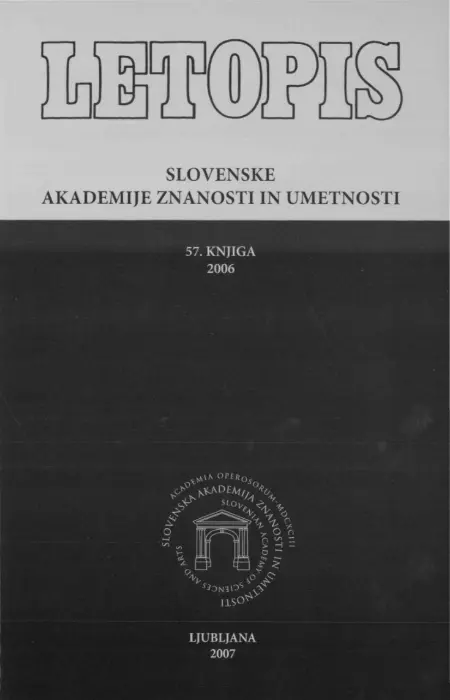 LETOPIS
SLOVENSKE
AKADEMIJE ZNANOSTI IN UMETNOSTI
57. KNJIGA
2006
ACADEMIA OPEROSORUM·MDCXCIII
SLOVENSKA AKADEMIJA ZNANOSTI IN UMETNOSTI
SLOVENIAN ACADEMY OF SCIENCES AND ARTS
LJUBLJANA
2007